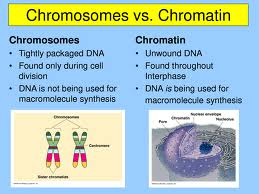 Chromosomes vs. Chromatin
Chromosomes
• Tightly packaged DNA
• Found only during cell
division
• DNA is not being used for
macromolecule synthesis
Chromatin
• Unwound DNA
• Found throughout
Interphase
• DNA is being used for
macromolecule synthesis
Chromosomes
Centromere
Sister chromatids
Nuclear envelope
Nucleolus
Pore
Chromatin